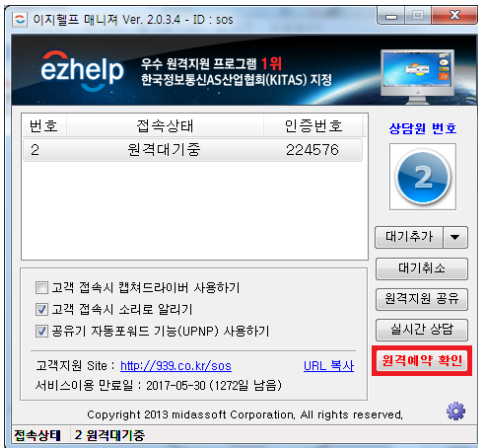 이지헬프 매니져 Ver. 2.0.3.4 - ID : sos
ezhelp
우수 원격지원 프로그램 1위
한국정보통신AS산업협회(KITAS) 지정
번호 접속상태 인증번호
2 원격대기중 224576
상담원 번호
2
대기추가
대기취소
원격지원 공유
실시간 상담
원격예약 확인
고객 접속시 캡쳐드라이버 사용하기
고객 접속시 소리로 알리기
공유기 자동포워드 기능(UPNP) 사용하기
고객지원 Site : http://939.co.kr/sos URL 복사
서비스이용 만료일 : 2017-05-30 (1272일 남음)
Copyright 2013 midassoft Corporation, All rights reserved,
접속상태 2 원격대기중